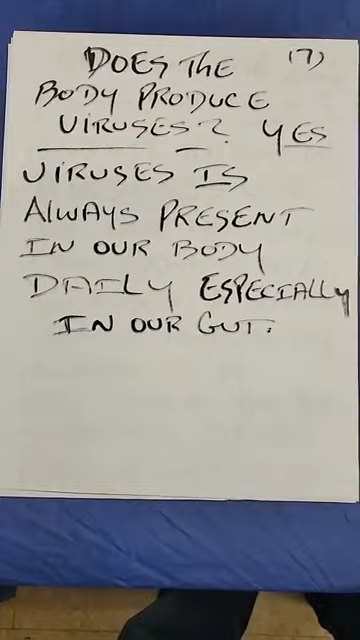 DOES THE (7)
BODY PRODUCE
VIRUSES? YES
VIRUSES IS
ALWAYS PRESENT
IN OUR BODY
DAILY ESPECIALLY
IN OUR GUT.